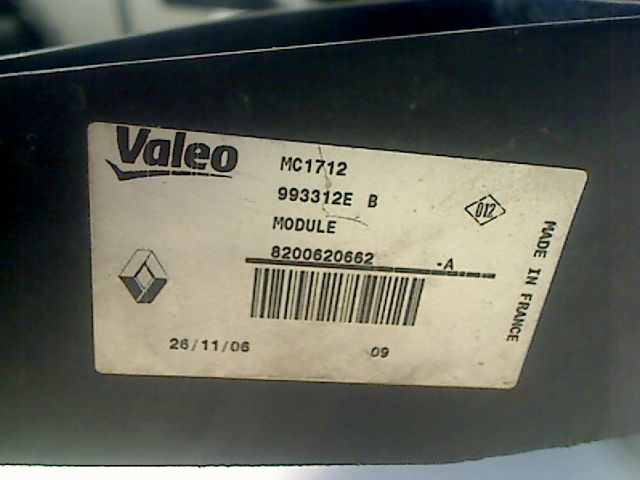 Valeo
MC1712
993312E B
012
MODULE
8200620662 -A
26/11/06 09
MADE IN FRANCE